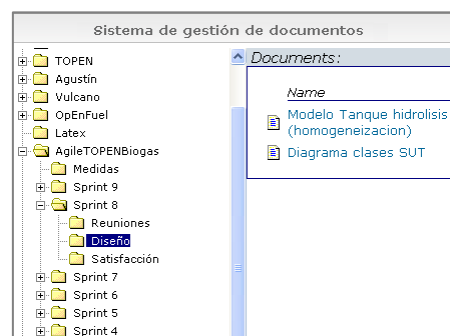 Sistema de gestión de documentos
TOPEN
Agustín
Vulcano
OpEnFuel
Latex
AgileTOPENBiogas
Medidas
Sprint 9
Sprint 8
Reuniones
Diseño
Satisfacción
Sprint 7
Sprint 6
Sprint 5
Sprint 4
Documents:
Name
Modelo Tanque hidrolisis
(homogeneizacion)
Diagrama clases SUT